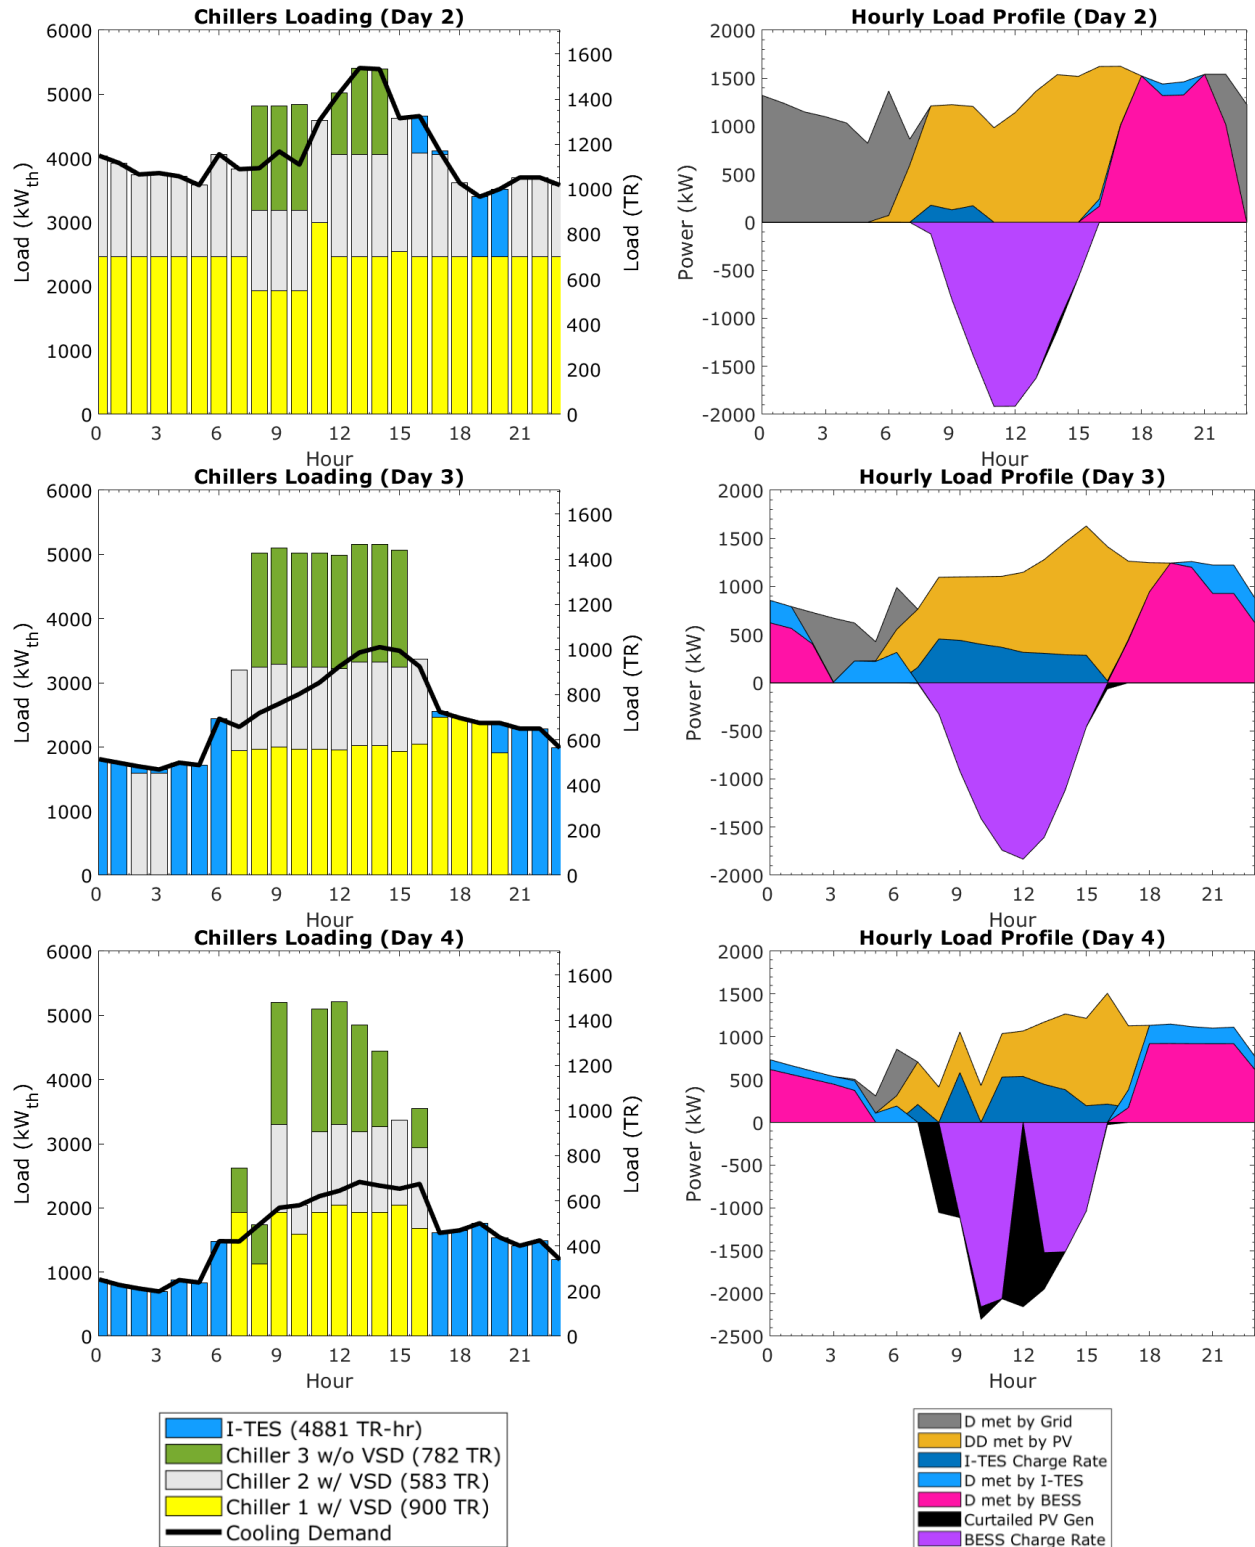 Chillers Loading (Day 2)
6000
5000
4000
3000
2000
1000
0
Load (kWth)
1600
1400
1200
1000
800
600
400
200
0
Load (TR)
0 3 6 9 12 15 18 21
Hour
Hourly Load Profile (Day 2)
2000
1500
1000
500
0
-500
-1000
-1500
-2000
Power (kW)
0 3 6 9 12 15 18 21
Hour
Chillers Loading (Day 3)
6000
5000
4000
3000
2000
1000
0
Load (kWth)
1600
1400
1200
1000
800
600
400
200
0
Load (TR)
0 3 6 9 12 15 18 21
Hour
Hourly Load Profile (Day 3)
2000
1500
1000
500
0
-500
-1000
-1500
-2000
Power (kW)
0 3 6 9 12 15 18 21
Hour
Chillers Loading (Day 4)
6000
5000
4000
3000
2000
1000
0
Load (kWth)
1600
1400
1200
1000
800
600
400
200
0
Load (TR)
0 3 6 9 12 15 18 21
Hour
Hourly Load Profile (Day 4)
2000
1500
1000
500
0
-500
-1000
-1500
-2000
-2500
Power (kW)
0 3 6 9 12 15 18 21
Hour
I-TES (4881 TR-hr)
Chiller 3 w/o VSD (782 TR)
Chiller 2 w/ VSD (583 TR)
Chiller 1 w/ VSD (900 TR)
Cooling Demand
D met by Grid
DD met by PV
I-TES Charge Rate
D met by I-TES
D met by BESS
Curtailed PV Gen
BESS Charge Rate